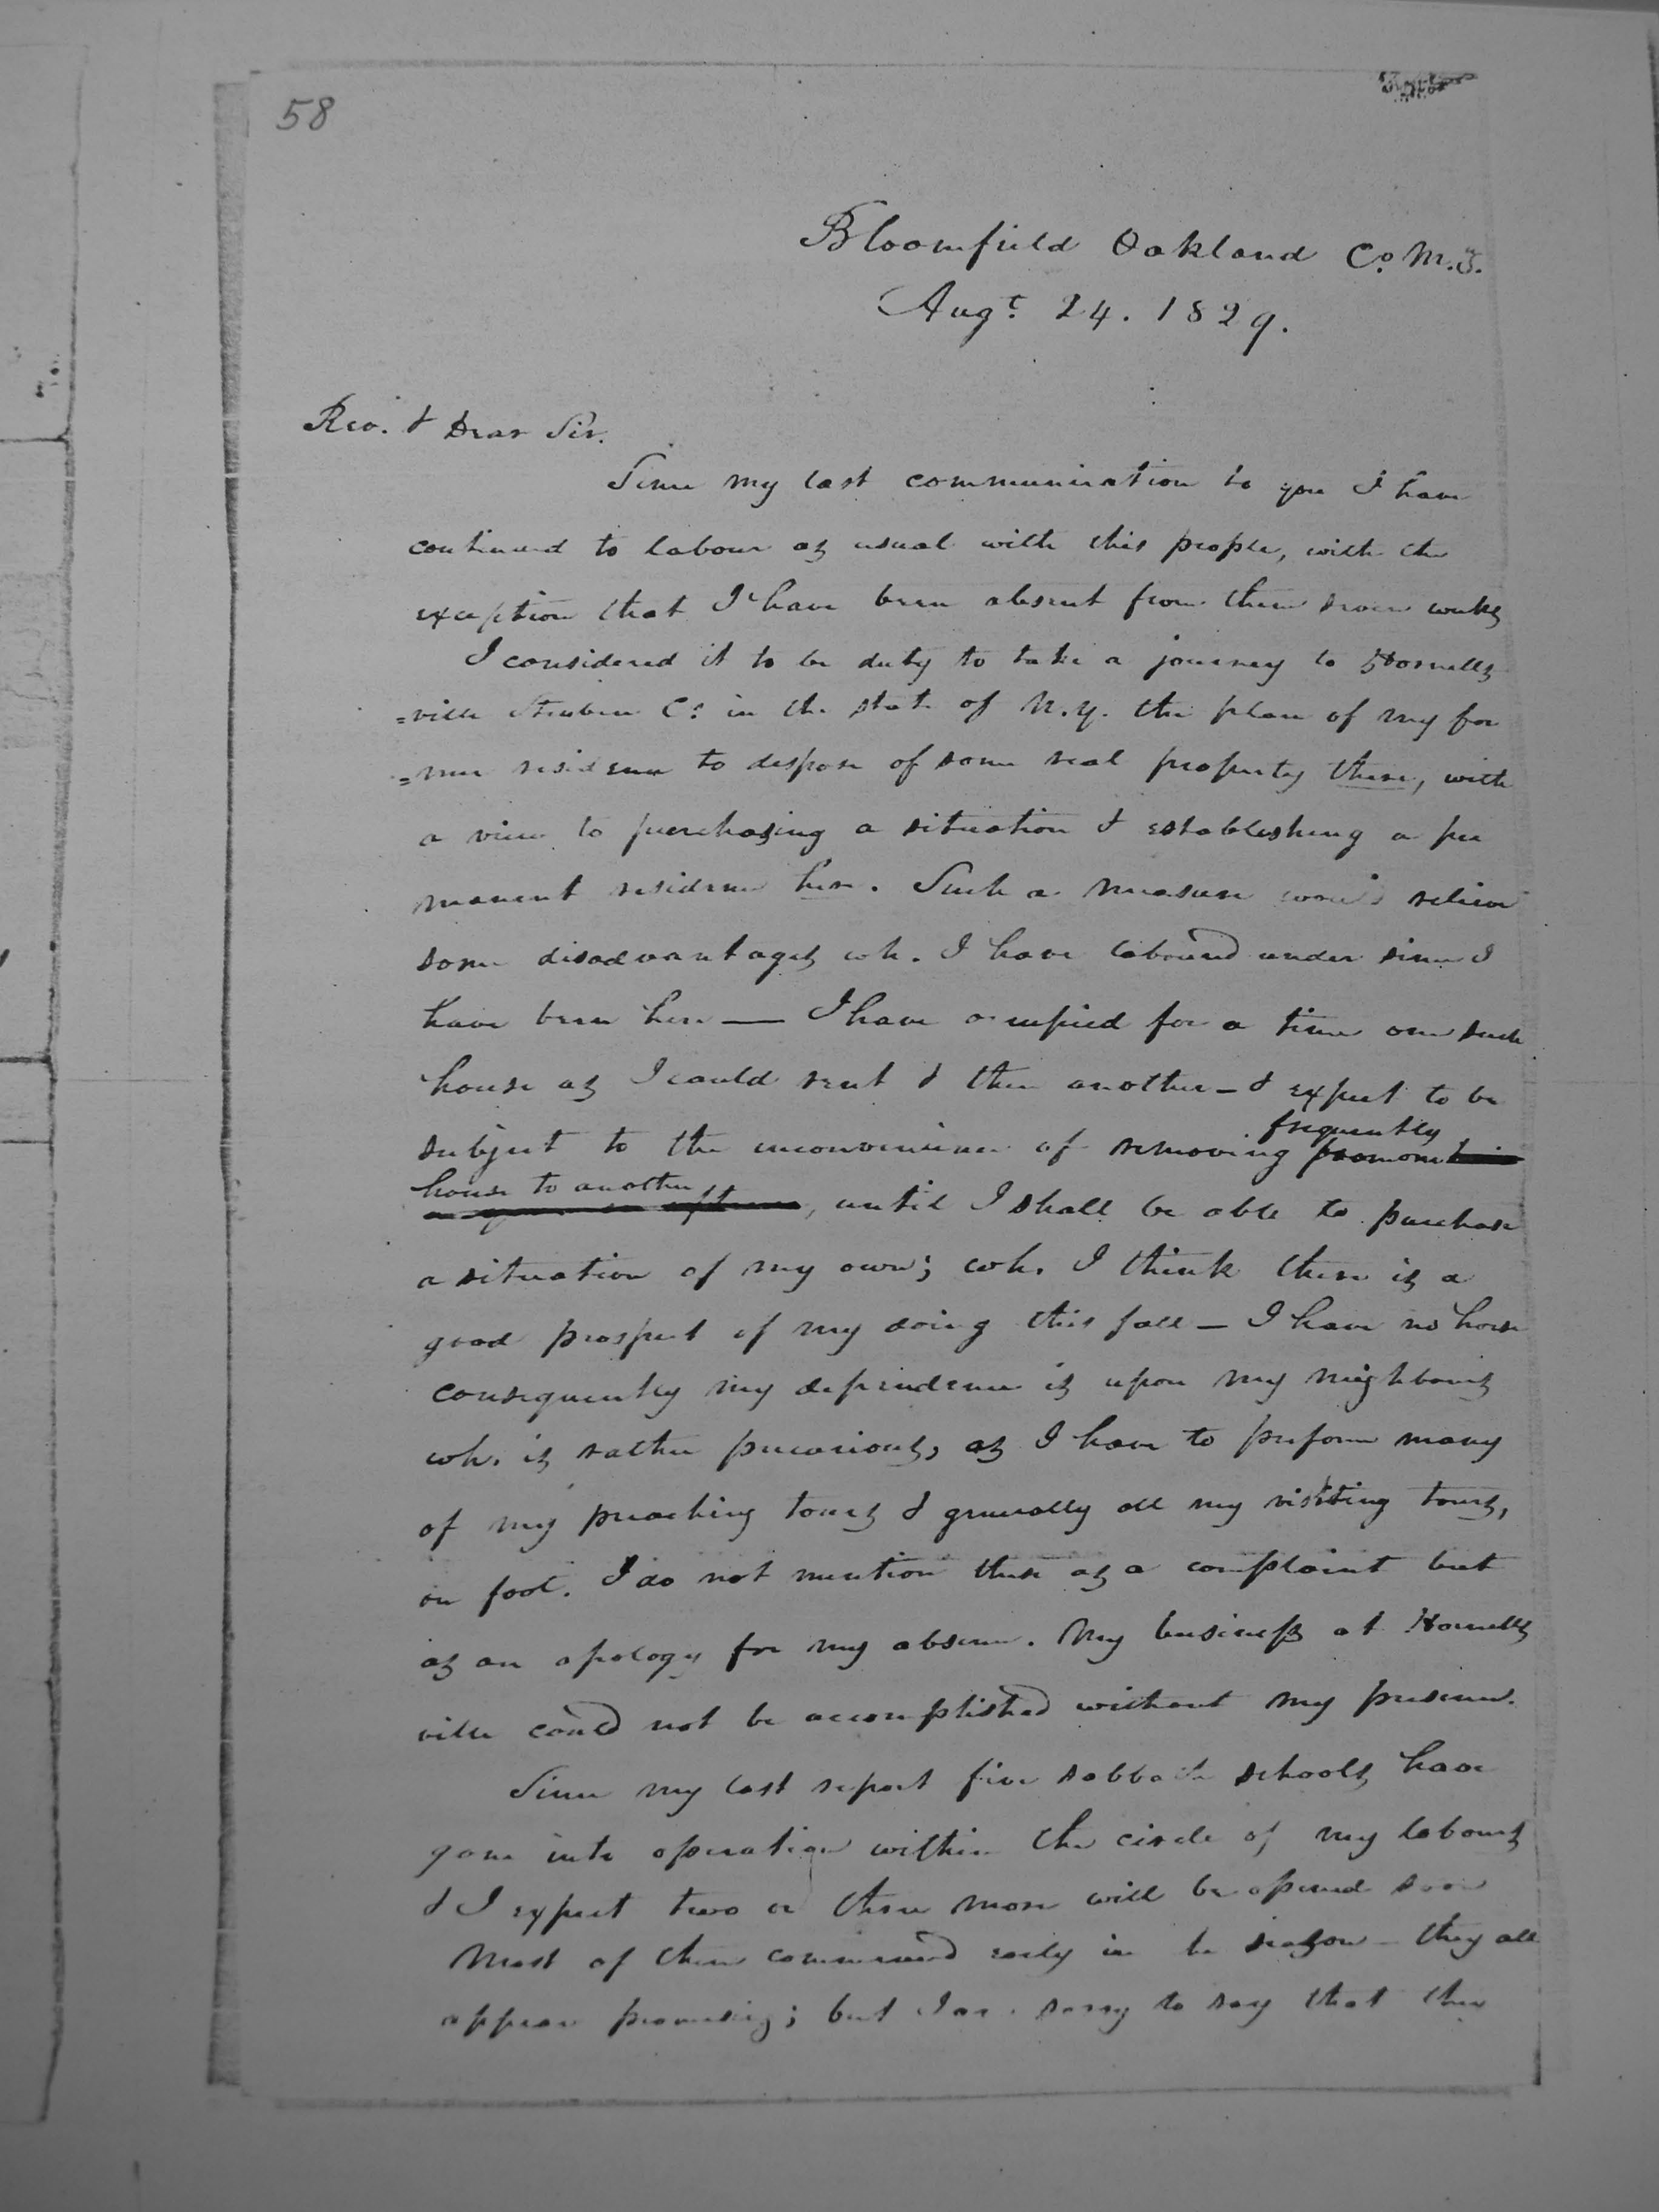 58
Bloomfield Oakland Co. M.T.
Augt. 24. 1829.
Rev. & Dear Sir.
Since my last communication to you I have
continued to labour as usual with this people, with the
exception that I have been absent from them seven weeks
I considered it to be duty to take a journey to Hornells
=ville Steuben Co. in the state of N.Y. the place of my for
=mer residence to dispose of some real property there, with
a view to purchasing a situation & establishing a per
manent residence here. Such a measure would relieve
some disadvantages wh. I have laboured under since I
have been here — I have occupied for a time one such
house as I could rent & then another – & expect to be
subject to the inconvenience of removing frequently from one
house to another, until I shall be able to purchase
a situation of my own; wh. I think there is a
good prospect of my doing this fall – I have no horse
consequently my dependence is upon my neighbours
wh. is rather precarious, as I have to perform many
of my preaching tours & generally all my visiting tours,
on foot. I do not mention these as a complaint but
as an apology for my absence. My business at Hornells
ville could not be accomplished without my presence.
Since my last report five sabbath schools have
gone into operation within the circle of my labours
& I expect two or three more will be opened soon
Most of them commenced early in the season – they all
appear promising; but I am sorry to say that the